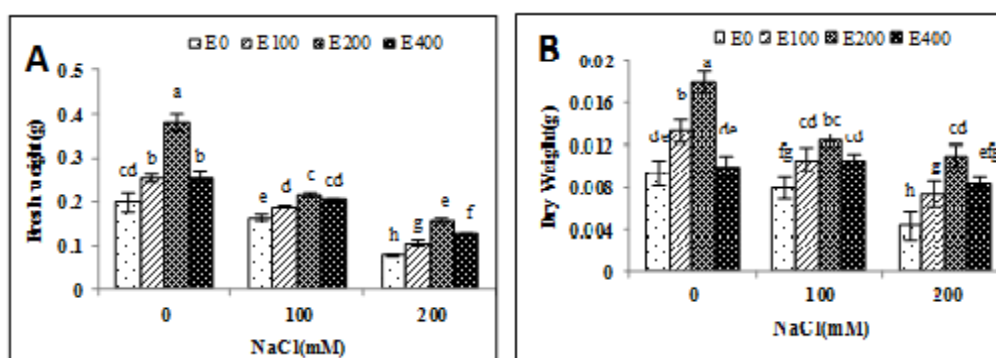 A
E0 E100 E200 E400
Fresh weight(g)
0.5
0.4
0.3
0.2
0.1
0
cd b a b
e d c cd
h g e f
0 100 200
NaCl(mM)
B
E0 E100 E200 E400
Dry Weight(g)
0.02
0.016
0.012
0.008
0.004
0
de b a de
fg cd bc cd
h g cd efg
0 100 200
NaCl(mM)